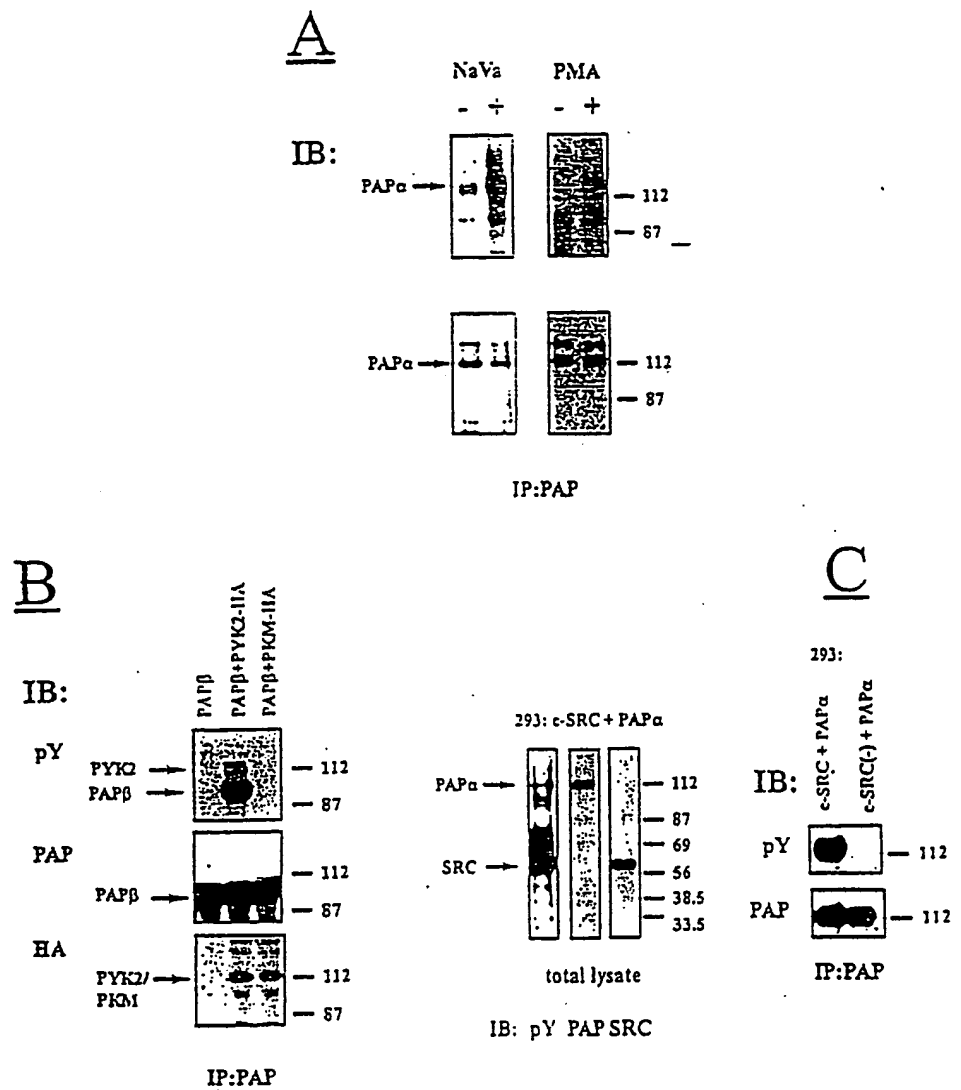 A
NaVa PMA
- + - +
IB:
PAPα
112
87
PAPα
112
87
IP:PAP
B
PAPβ
PAPβ+PYK2-HA
PAPβ+PKM-HA
IB:
pY
PYK2
PAPβ
112
87
PAP
PAPβ
112
87
HA
PYK2/
PKM
112
87
IP:PAP
293: c-SRC + PAPα
PAPα
SRC
112
87
69
56
38.5
33.5
total lysate
IB: pY PAP SRC
C
293:
c-SRC + PAPα
c-SRC(-) + PAPα
IB:
pY
112
PAP
112
IP:PAP